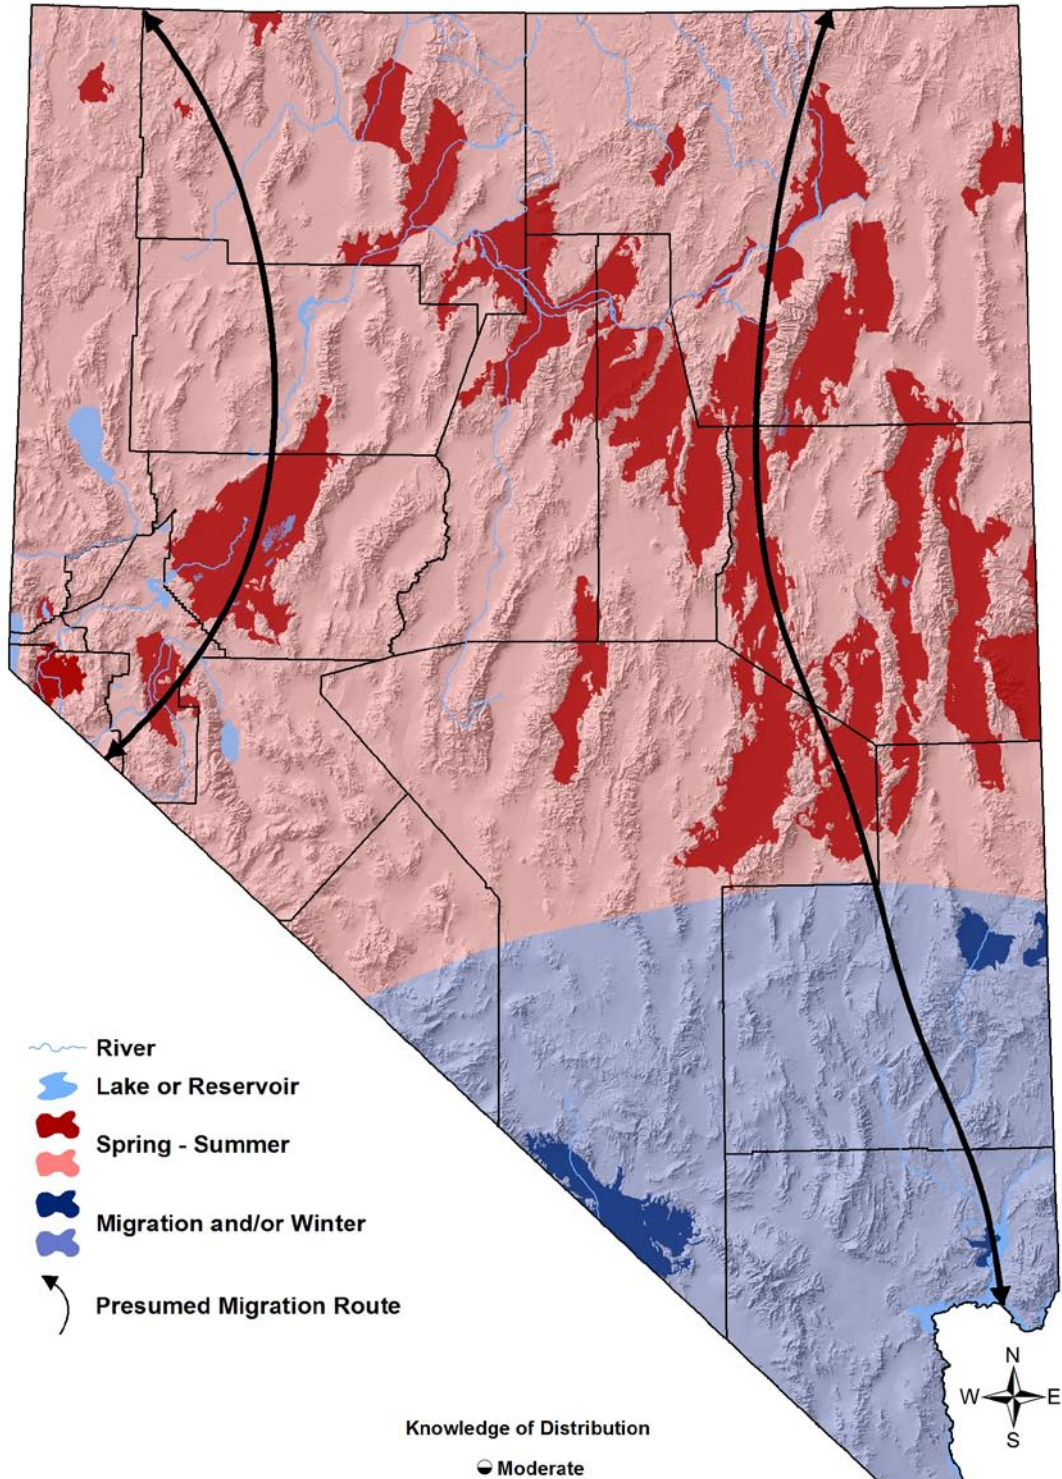 River
Lake or Reservoir
Spring - Summer
Migration and/or Winter
Presumed Migration Route
N
W E
S
Knowledge of Distribution
Moderate